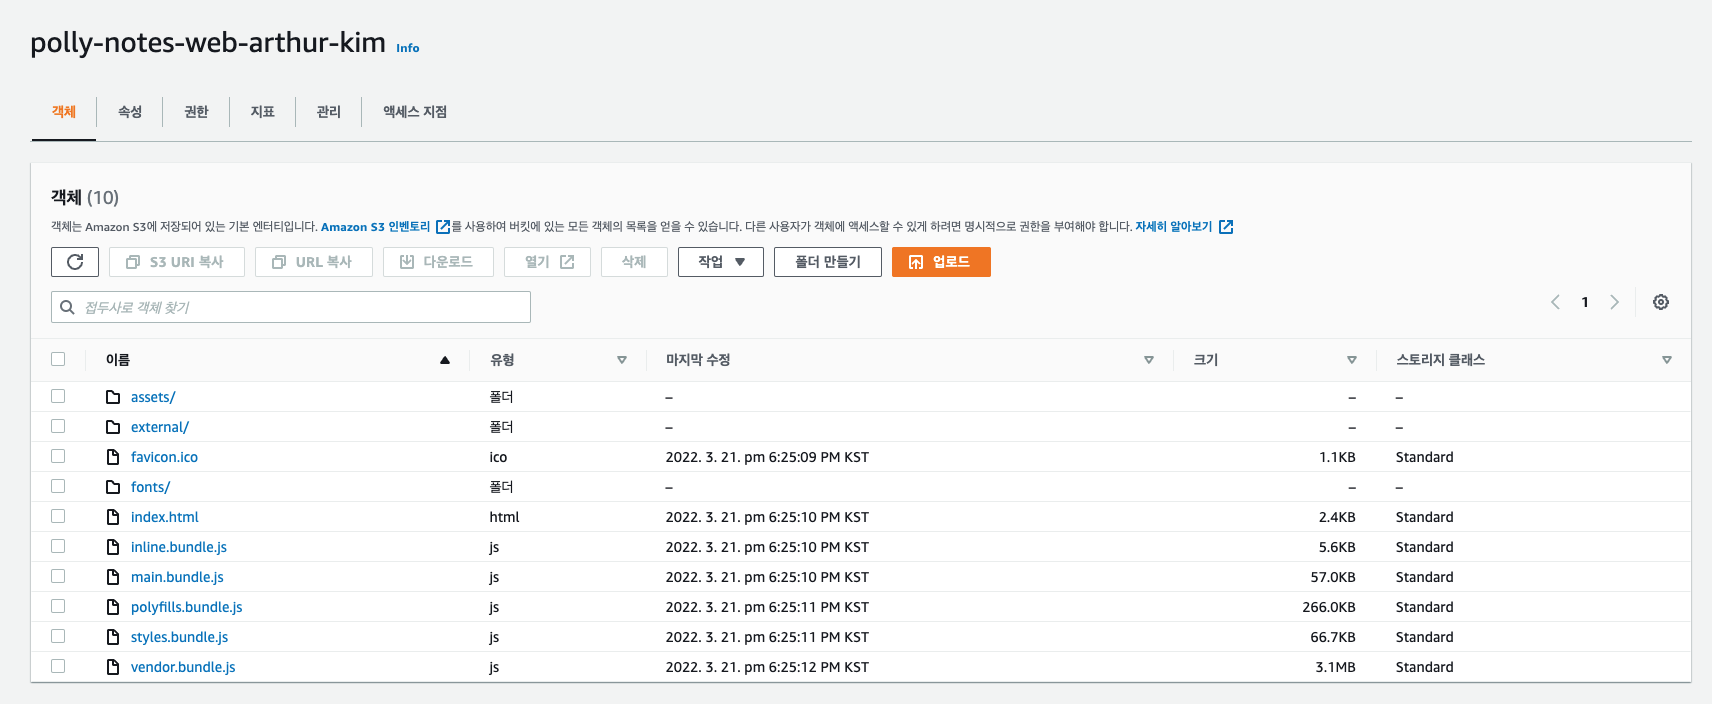 polly-notes-web-arthur-kim Info
객체 속성 권한 지표 관리 액세스 지점
객체 (10)
객체는 Amazon S3에 저장되어 있는 기본 엔터티입니다. Amazon S3 인벤토리를 사용하여 버킷에 있는 모든 객체의 목록을 얻을 수 있습니다. 다른 사용자가 객체에 액세스할 수 있게 하려면 명시적으로 권한을 부여해야 합니다. 자세히 알아보기
S3 URI 복사 URL 복사 다운로드 열기 삭제 작업 폴더 만들기 업로드
접두사로 객체 찾기 1
이름 유형 마지막 수정 크기 스토리지 클래스
assets/ 폴더 – – –
external/ 폴더 – – –
favicon.ico ico 2022. 3. 21. pm 6:25:09 PM KST 1.1KB Standard
fonts/ 폴더 – – –
index.html html 2022. 3. 21. pm 6:25:10 PM KST 2.4KB Standard
inline.bundle.js js 2022. 3. 21. pm 6:25:10 PM KST 5.6KB Standard
main.bundle.js js 2022. 3. 21. pm 6:25:10 PM KST 57.0KB Standard
polyfills.bundle.js js 2022. 3. 21. pm 6:25:11 PM KST 266.0KB Standard
styles.bundle.js js 2022. 3. 21. pm 6:25:11 PM KST 66.7KB Standard
vendor.bundle.js js 2022. 3. 21. pm 6:25:12 PM KST 3.1MB Standard